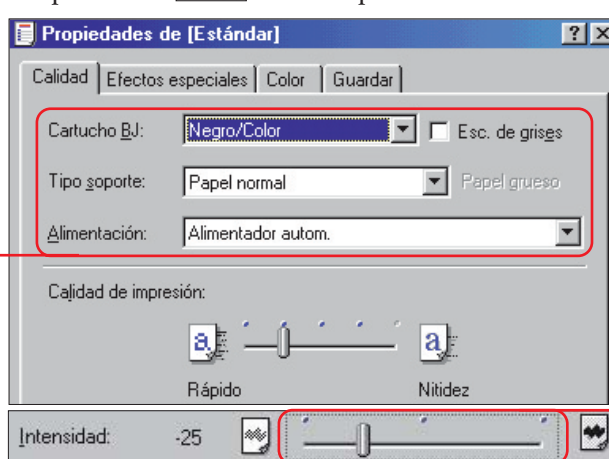 Propiedades de [Estándar]
Calidad Efectos especiales Color Guardar
Cartucho BJ: Negro/Color Esc. de grises
Tipo soporte: Papel normal Papel grueso
Alimentación: Alimentador autom.
Calidad de impresión:
Rápido Nitidez
Intensidad: -25